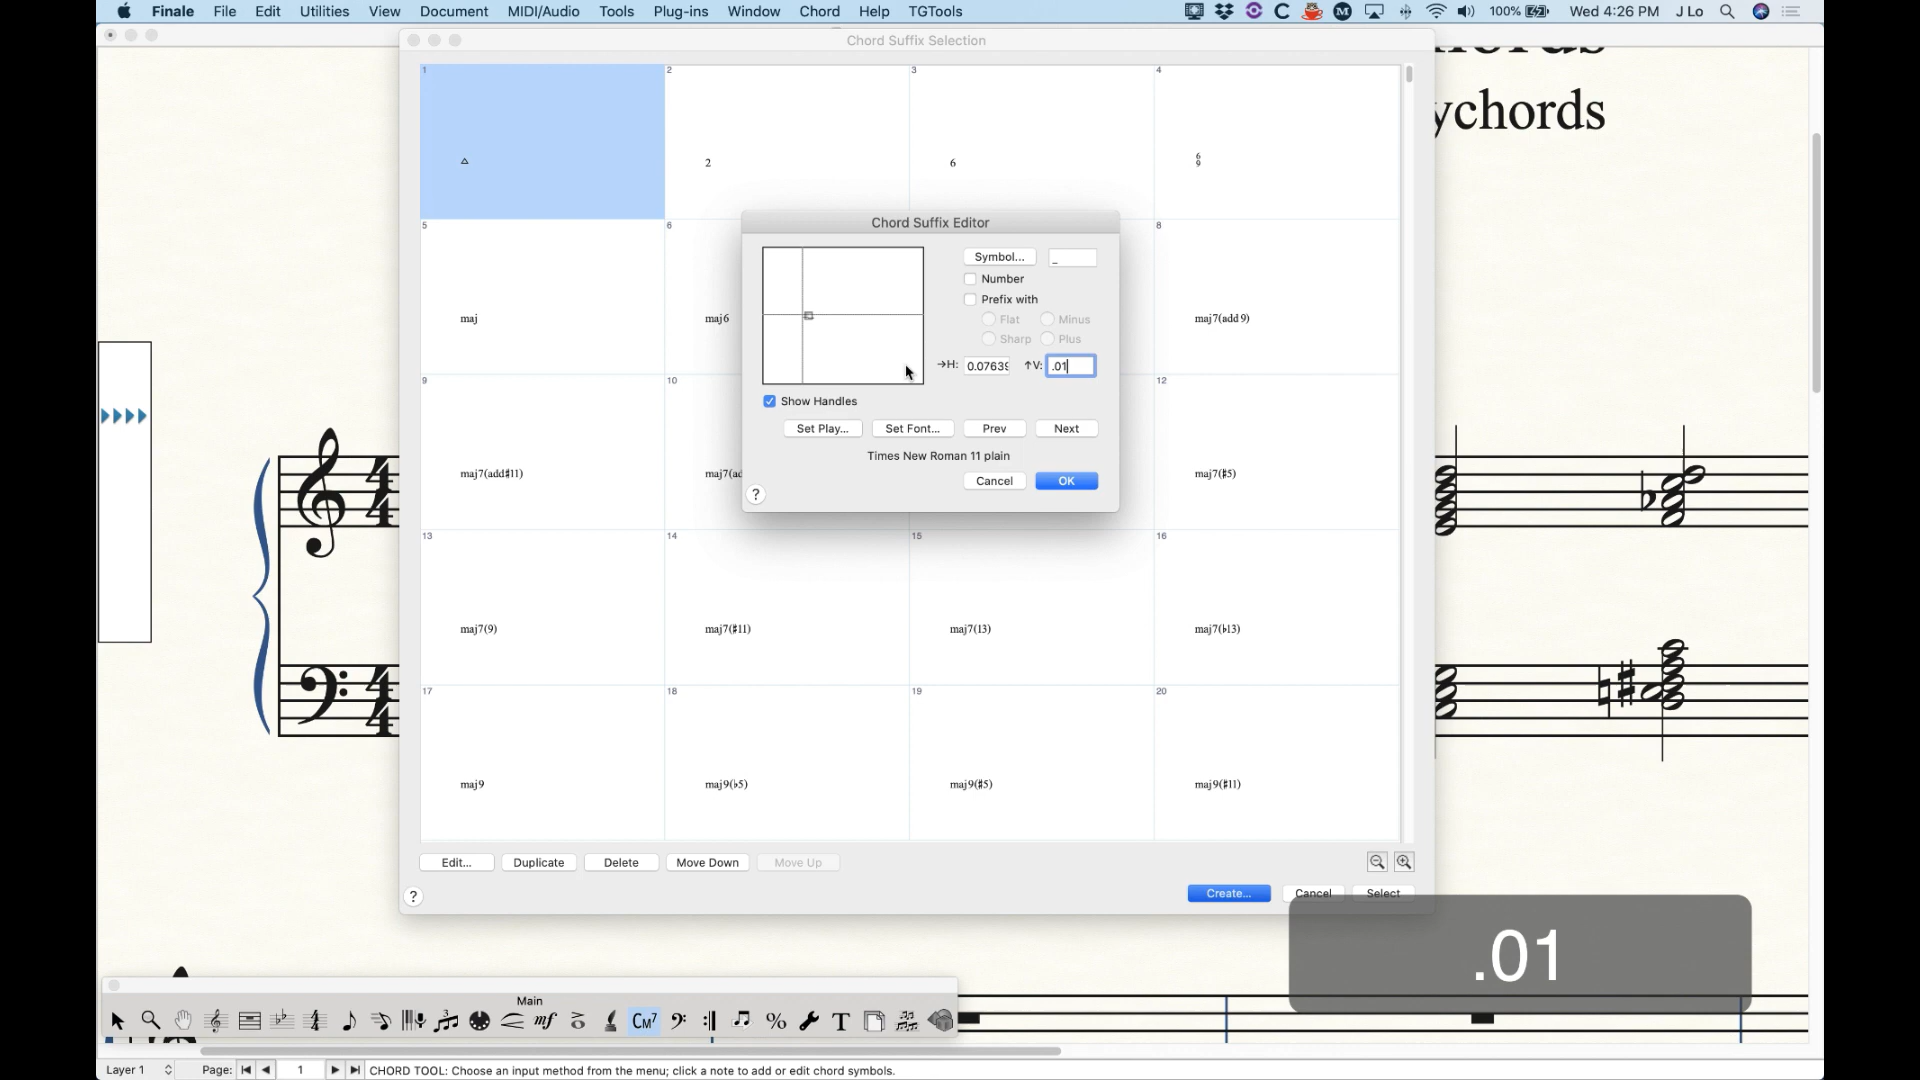 Finale File Edit Utilities View Document MIDI/Audio Tools Plug-ins Window Chord Help TGTools 100% Wed 4:26 PM J Lo
Chord Suffix Selection
ychords
1 2 3 4
2 6 6
9
5 6 8
maj maj6 maj7(add9)
9 10 12
maj7(add♯11) maj7(♯5)
13 14 15 16
maj7(9) maj7(♯11) maj7(13) maj7(♭13)
17 18 19 20
maj9 maj9(♭5) maj9(♯5) maj9(♯11)
Chord Suffix Editor
Symbol... _
Number
Prefix with
Flat Minus
Sharp Plus
H: 0.07639 V: .01
Show Handles
Set Play... Set Font... Prev Next
Times New Roman 11 plain
? Cancel OK
Edit... Duplicate Delete Move Down Move Up
? Create... Cancel Select
.01
Main
CM7
Layer 1 Page: 1 CHORD TOOL: Choose an input method from the menu; click a note to add or edit chord symbols.